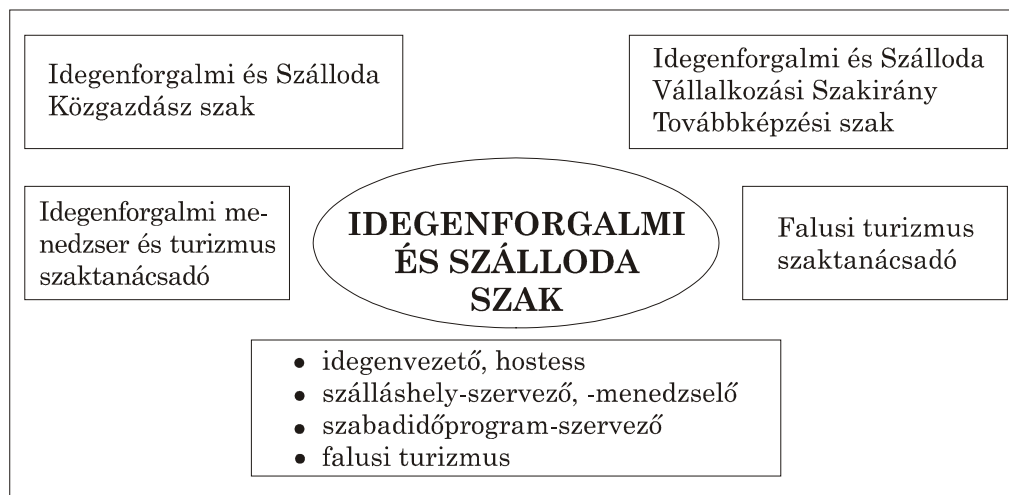 Idegenforgalmi és Szálloda
Közgazdász szak
Idegenforgalmi és Szálloda
Vállalkozási Szakirány
Továbbképzési szak
Idegenforgalmi me-
nedzser és turizmus
szaktanácsadó
IDEGENFORGALMI
ÉS SZÁLLODA
SZAK
Falusi turizmus
szaktanácsadó
• idegenvezető, hostess
• szálláshely-szervező, -menedzselő
• szabadidőprogram-szervező
• falusi turizmus